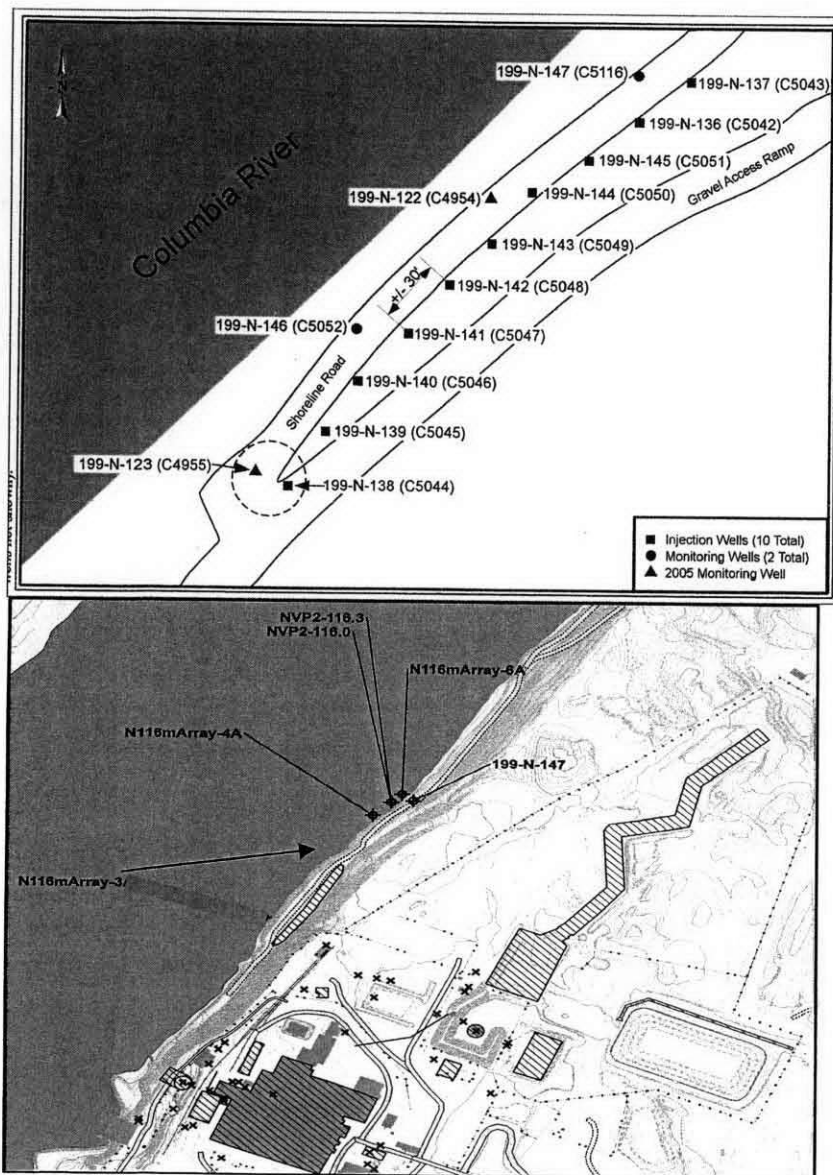 199-N-147 (C5116)
199-N-137 (C5043)
-N-
199-N-136 (C5042)
199-N-145 (C5051)
Columbia River
199-N-122 (C4954)
199-N-144 (C5050)
Gravel Access Ramp
199-N-143 (C5049)
+/- 30'
199-N-142 (C5048)
199-N-146 (C5052)
199-N-141 (C5047)
Shoreline Road
199-N-140 (C5046)
199-N-139 (C5045)
199-N-123 (C4955)
199-N-138 (C5044)
Injection Wells (10 Total)
Monitoring Wells (2 Total)
2005 Monitoring Well
NVP2-116.3
NVP2-116.0
N116mArray-6A
N116mArray-4A
199-N-147
N116mArray-3/